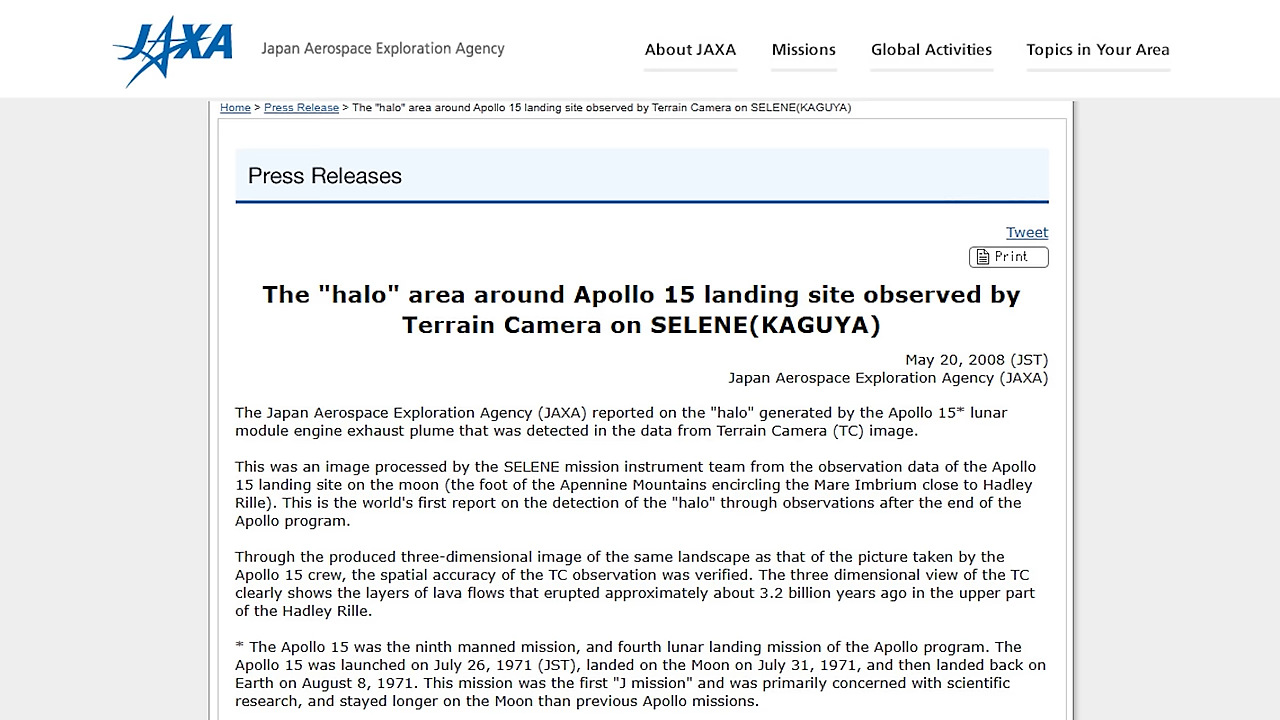 JAXA Japan Aerospace Exploration Agency
About JAXA Missions Global Activities Topics in Your Area
Home > Press Release > The "halo" area around Apollo 15 landing site observed by Terrain Camera on SELENE(KAGUYA)
Press Releases
Tweet
Print
The "halo" area around Apollo 15 landing site observed by
Terrain Camera on SELENE(KAGUYA)
May 20, 2008 (JST)
Japan Aerospace Exploration Agency (JAXA)
The Japan Aerospace Exploration Agency (JAXA) reported on the "halo" generated by the Apollo 15* lunar
module engine exhaust plume that was detected in the data from Terrain Camera (TC) image.
This was an image processed by the SELENE mission instrument team from the observation data of the Apollo
15 landing site on the moon (the foot of the Apennine Mountains encircling the Mare Imbrium close to Hadley
Rille). This is the world's first report on the detection of the "halo" through observations after the end of the
Apollo program.
Through the produced three-dimensional image of the same landscape as that of the picture taken by the
Apollo 15 crew, the spatial accuracy of the TC observation was verified. The three dimensional view of the TC
clearly shows the layers of lava flows that erupted approximately about 3.2 billion years ago in the upper part
of the Hadley Rille.
* The Apollo 15 was the ninth manned mission, and fourth lunar landing mission of the Apollo program. The
Apollo 15 was launched on July 26, 1971 (JST), landed on the Moon on July 31, 1971, and then landed back on
Earth on August 8, 1971. This mission was the first "J mission" and was primarily concerned with scientific
research, and stayed longer on the Moon than previous Apollo missions.